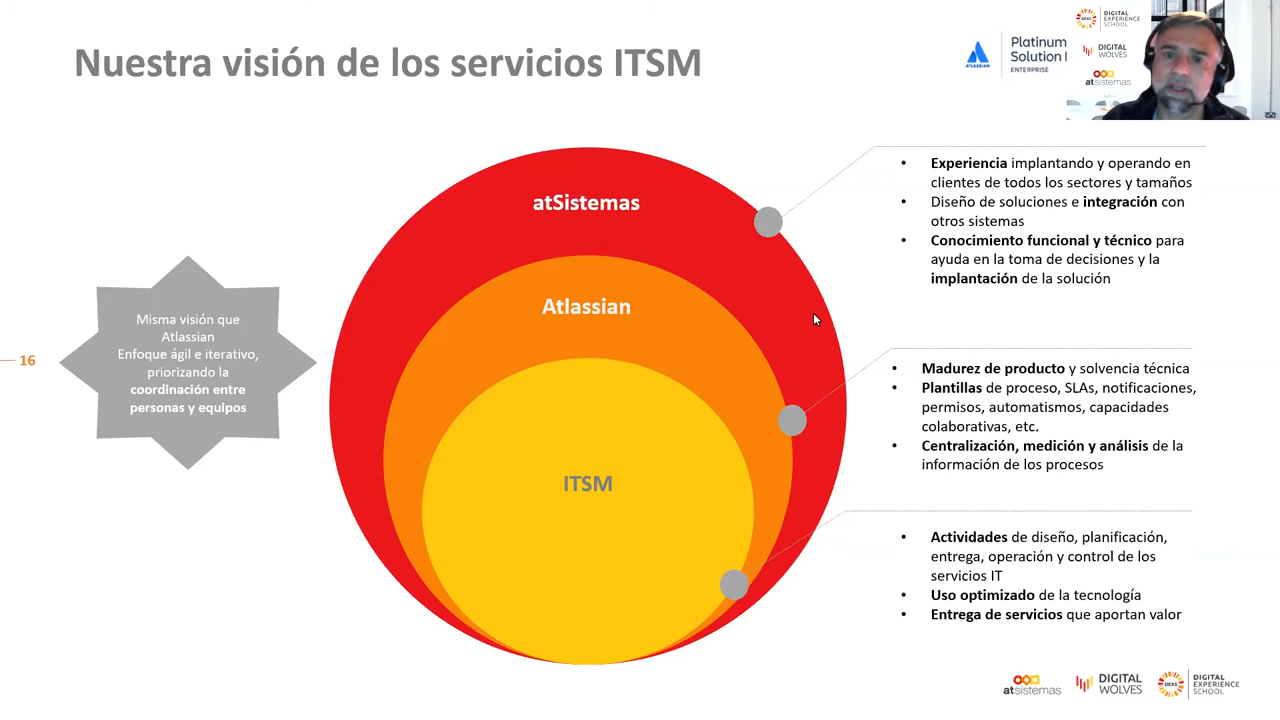 Nuestra visión de los servicios ITSM
ATLASSIAN
Platinum
Solution
ENTERPRISE
DEXS
DIGITAL
EXPERIENCE
SCHOOL
DIGITAL
WOLVES
atsistemas
atSistemas
Atlassian
ITSM
Misma visión que
Atlassian
Enfoque ágil e iterativo,
priorizando la
coordinación entre
personas y equipos
16
• Experiencia implantando y operando en
clientes de todos los sectores y tamaños
• Diseño de soluciones e integración con
otros sistemas
• Conocimiento funcional y técnico para
ayuda en la toma de decisiones y la
implantación de la solución
• Madurez de producto y solvencia técnica
• Plantillas de proceso, SLAs, notificaciones,
permisos, automatismos, capacidades
colaborativas, etc.
• Centralización, medición y análisis de la
información de los procesos
• Actividades de diseño, planificación,
entrega, operación y control de los
servicios IT
• Uso optimizado de la tecnología
• Entrega de servicios que aportan valor
atsistemas
DIGITAL
WOLVES
DEXS
DIGITAL
EXPERIENCE
SCHOOL